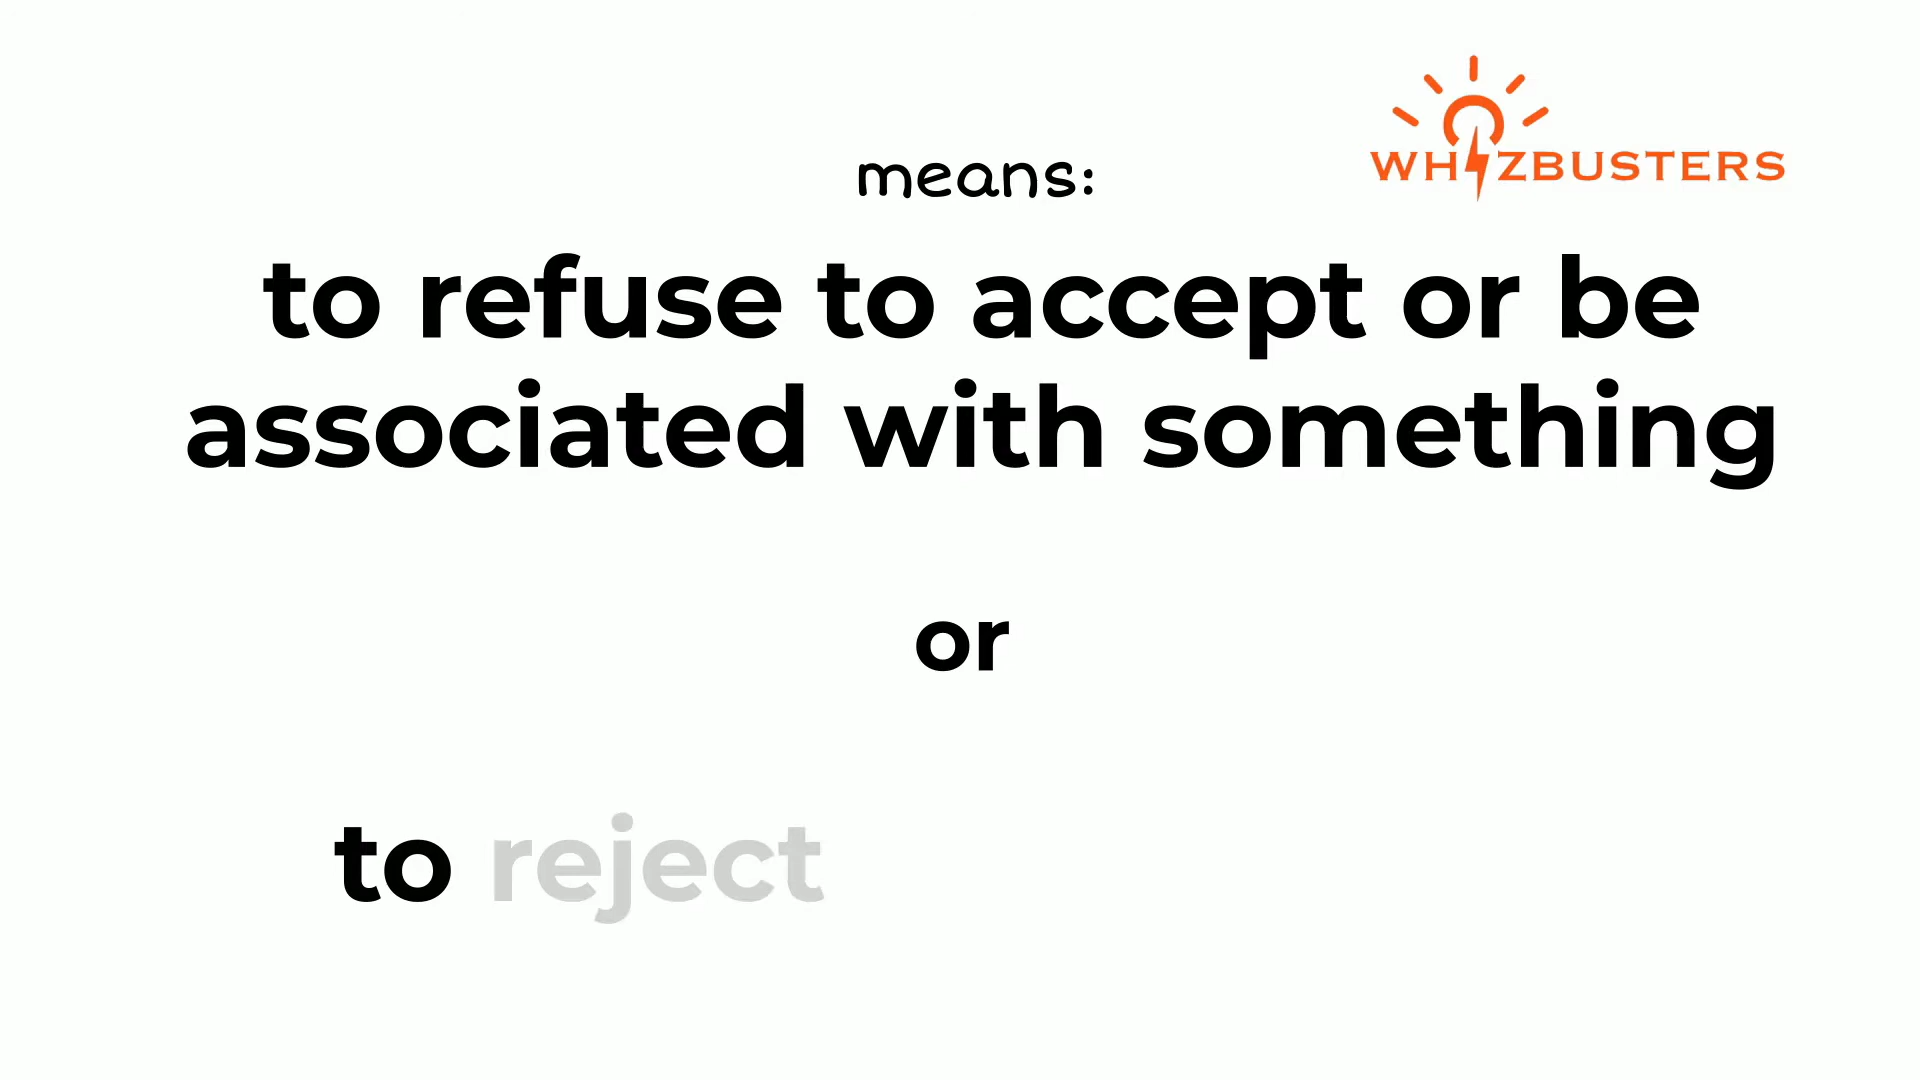 WHIZBUSTERS
means:
to refuse to accept or be
associated with something
or
to reject